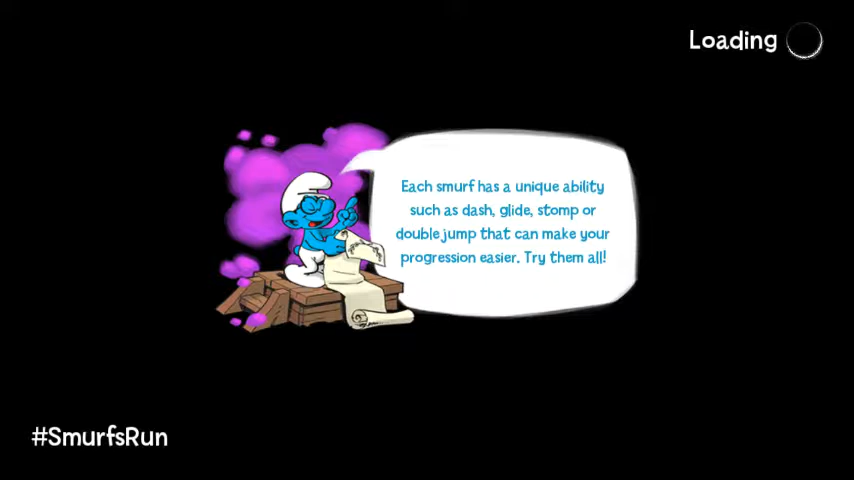 Loading
Each smurf has a unique ability
such as dash, glide, stomp or
double jump that can make your
progression easier. Try them all!
#SmurfsRun